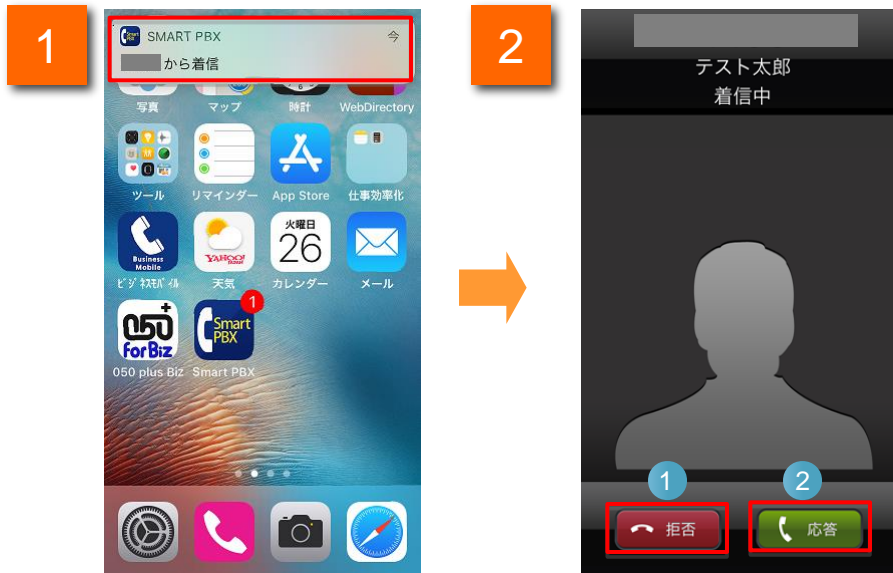 1
SMART PBX
今
から着信
写真
マップ
時計
WebDirectory
ツール
リマインダー
App Store
仕事効率化
Business
Mobile
YAHOO!
火曜日
26
ビジネスモバイル
天気
カレンダー
メール
050
for Biz
Smart
PBX
1
050 plus Biz
Smart PBX
2
テスト太郎
着信中
1
2
拒否
応答